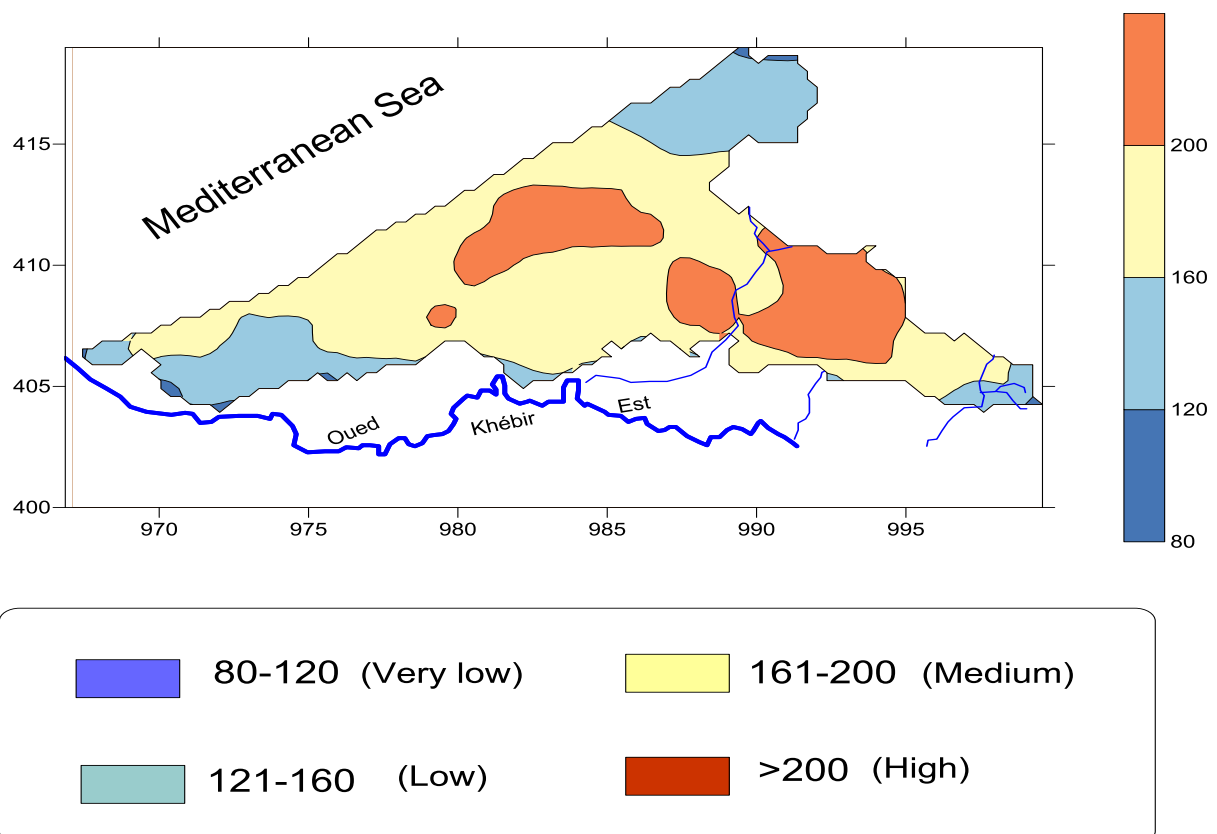 Mediterranean Sea
415
410
405
400
970
975
980
985
990
995
Oued
Khébir
Est
200
160
120
80
80-120 (Very low)
161-200 (Medium)
121-160 (Low)
>200 (High)